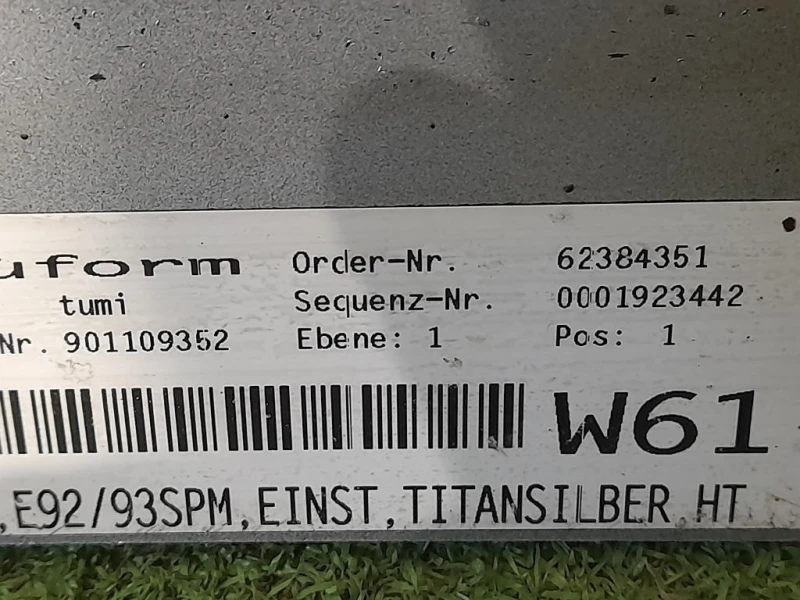 uform Order-Nr. 62384351
tumi Sequenz-Nr. 0001923442
Nr. 901109352 Ebene: 1 Pos: 1
W61
,E92/93SPM,EINST,TITANSILBER,HT